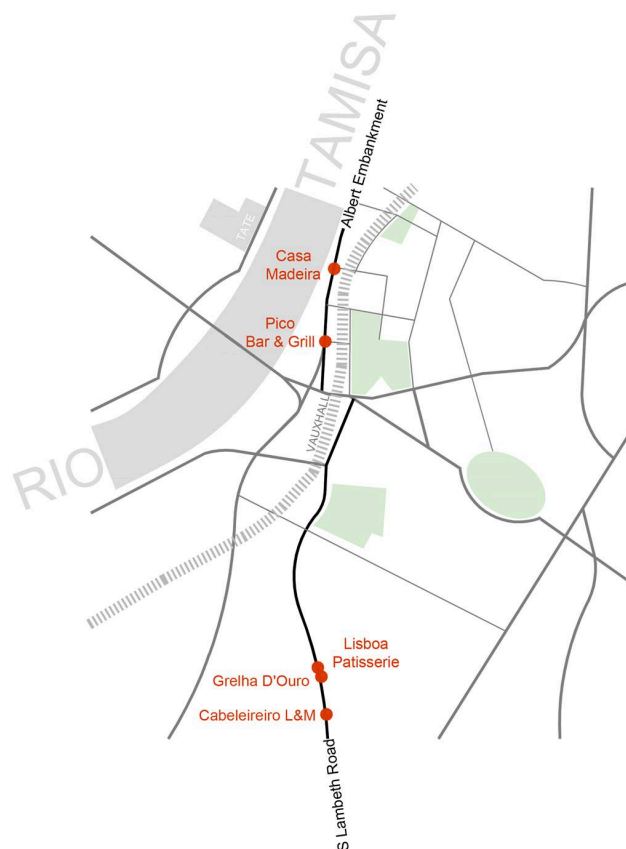 RIO TAMISA
Albert Embankment
TATE
Casa
Madeira
Pico
Bar & Grill
VAUXHALL
Lisboa
Patisserie
Grelha D'Ouro
Cabeleireiro L&M
S Lambeth Road